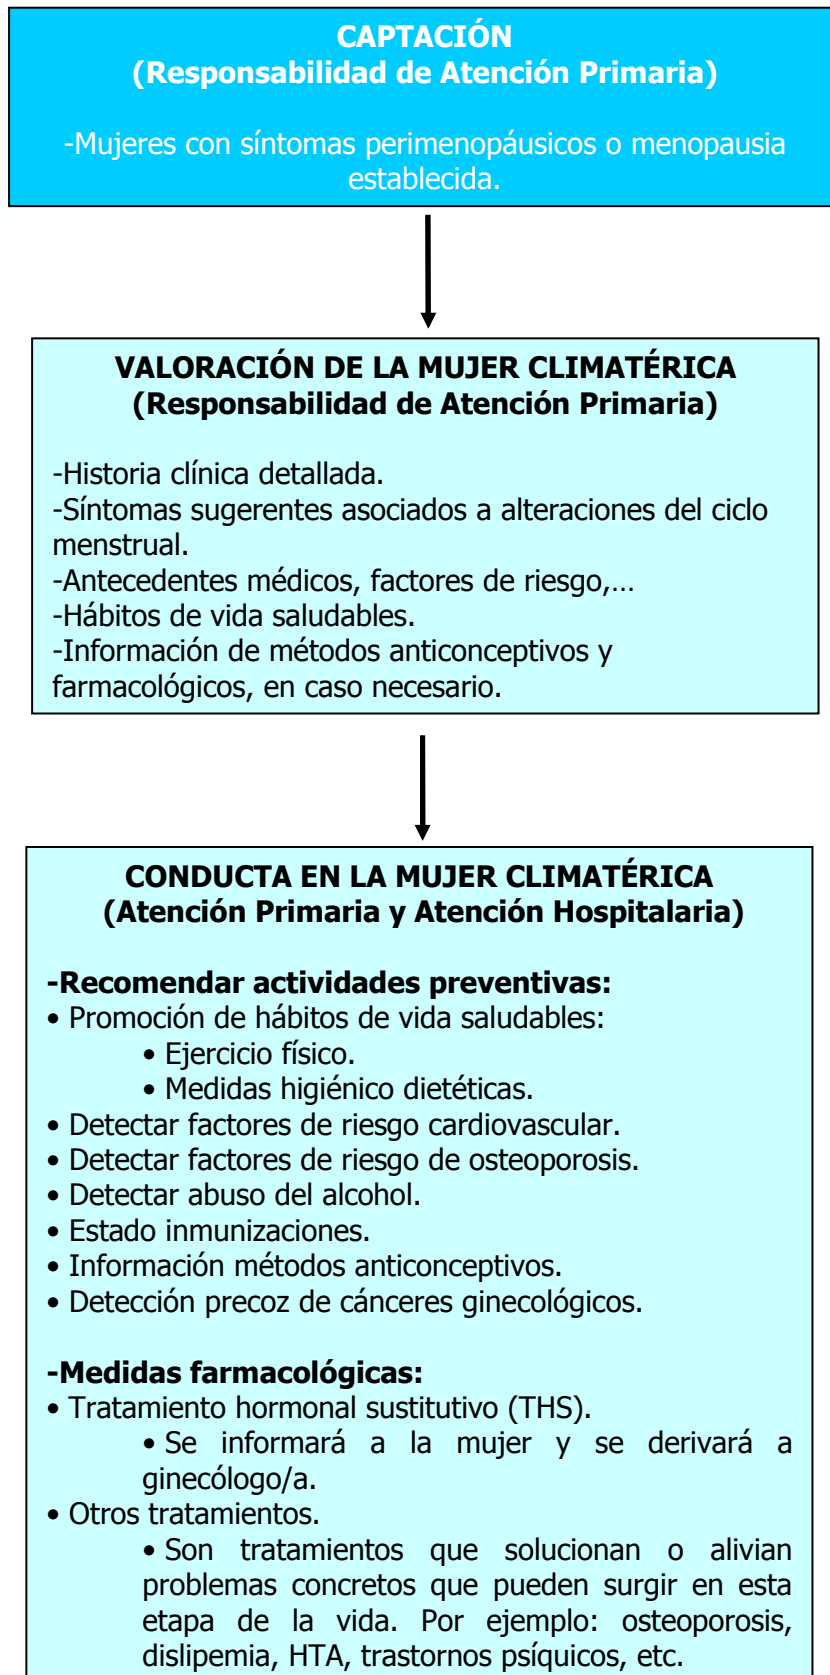 CAPTACIÓN
(Responsabilidad de Atención Primaria)
-Mujeres con síntomas perimenopáusicos o menopausia
establecida.
VALORACIÓN DE LA MUJER CLIMATÉRICA
(Responsabilidad de Atención Primaria)
-Historia clínica detallada.
-Síntomas sugerentes asociados a alteraciones del ciclo
menstrual.
-Antecedentes médicos, factores de riesgo,…
-Hábitos de vida saludables.
-Información de métodos anticonceptivos y
farmacológicos, en caso necesario.
CONDUCTA EN LA MUJER CLIMATÉRICA
(Atención Primaria y Atención Hospitalaria)
-Recomendar actividades preventivas:
• Promoción de hábitos de vida saludables:
• Ejercicio físico.
• Medidas higiénico dietéticas.
• Detectar factores de riesgo cardiovascular.
• Detectar factores de riesgo de osteoporosis.
• Detectar abuso del alcohol.
• Estado inmunizaciones.
• Información métodos anticonceptivos.
• Detección precoz de cánceres ginecológicos.
-Medidas farmacológicas:
• Tratamiento hormonal sustitutivo (THS).
• Se informará a la mujer y se derivará a
ginecólogo/a.
• Otros tratamientos.
• Son tratamientos que solucionan o alivian
problemas concretos que pueden surgir en esta
etapa de la vida. Por ejemplo: osteoporosis,
dislipemia, HTA, trastornos psíquicos, etc.